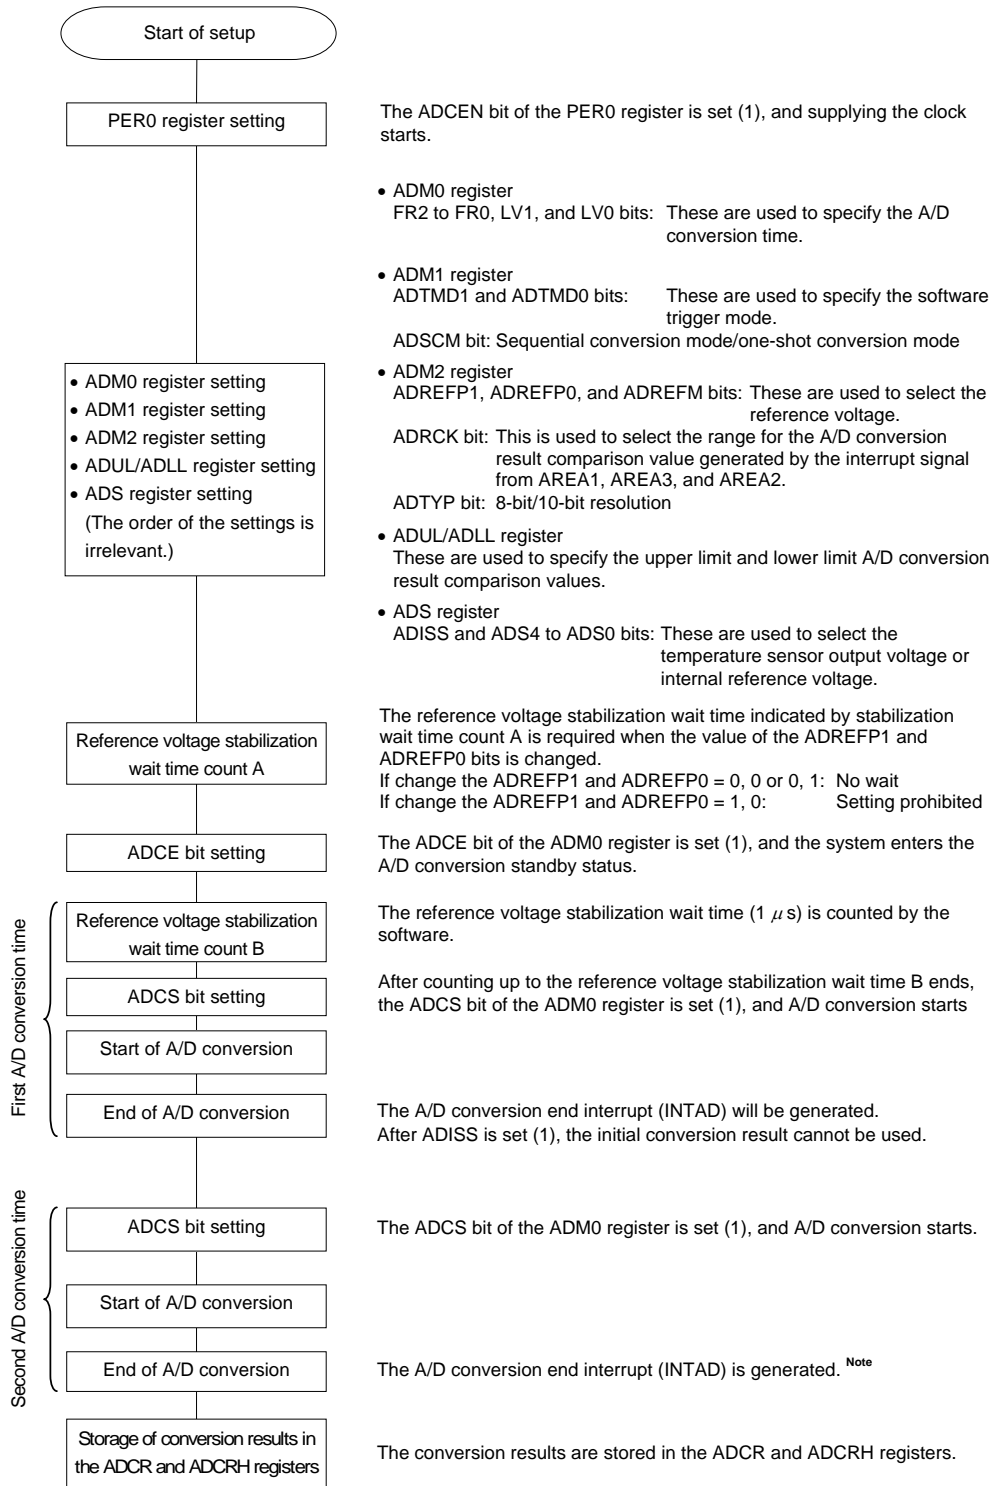 Start of setup
PER0 register setting
The ADCEN bit of the PER0 register is set (1), and supplying the clock
starts.
• ADM0 register
FR2 to FR0, LV1, and LV0 bits: These are used to specify the A/D
conversion time.
• ADM1 register
ADTMD1 and ADTMD0 bits: These are used to specify the software
trigger mode.
ADSCM bit: Sequential conversion mode/one-shot conversion mode
• ADM0 register setting
• ADM1 register setting
• ADM2 register setting
• ADUL/ADLL register setting
• ADS register setting
(The order of the settings is
irrelevant.)
• ADM2 register
ADREFP1, ADREFP0, and ADREFM bits: These are used to select the
reference voltage.
ADRCK bit: This is used to select the range for the A/D conversion
result comparison value generated by the interrupt signal
from AREA1, AREA3, and AREA2.
ADTYP bit: 8-bit/10-bit resolution
• ADUL/ADLL register
These are used to specify the upper limit and lower limit A/D conversion
result comparison values.
• ADS register
ADISS and ADS4 to ADS0 bits: These are used to select the
temperature sensor output voltage or
internal reference voltage.
Reference voltage stabilization
wait time count A
The reference voltage stabilization wait time indicated by stabilization
wait time count A is required when the value of the ADREFP1 and
ADREFP0 bits is changed.
If change the ADREFP1 and ADREFP0 = 0, 0 or 0, 1: No wait
If change the ADREFP1 and ADREFP0 = 1, 0: Setting prohibited
ADCE bit setting
The ADCE bit of the ADM0 register is set (1), and the system enters the
A/D conversion standby status.
First A/D conversion time
Reference voltage stabilization
wait time count B
The reference voltage stabilization wait time (1 μ s) is counted by the
software.
ADCS bit setting
After counting up to the reference voltage stabilization wait time B ends,
the ADCS bit of the ADM0 register is set (1), and A/D conversion starts
Start of A/D conversion
End of A/D conversion
The A/D conversion end interrupt (INTAD) will be generated.
After ADISS is set (1), the initial conversion result cannot be used.
Second A/D conversion time
ADCS bit setting
The ADCS bit of the ADM0 register is set (1), and A/D conversion starts.
Start of A/D conversion
End of A/D conversion
The A/D conversion end interrupt (INTAD) is generated. Note
Storage of conversion results in
the ADCR and ADCRH registers
The conversion results are stored in the ADCR and ADCRH registers.